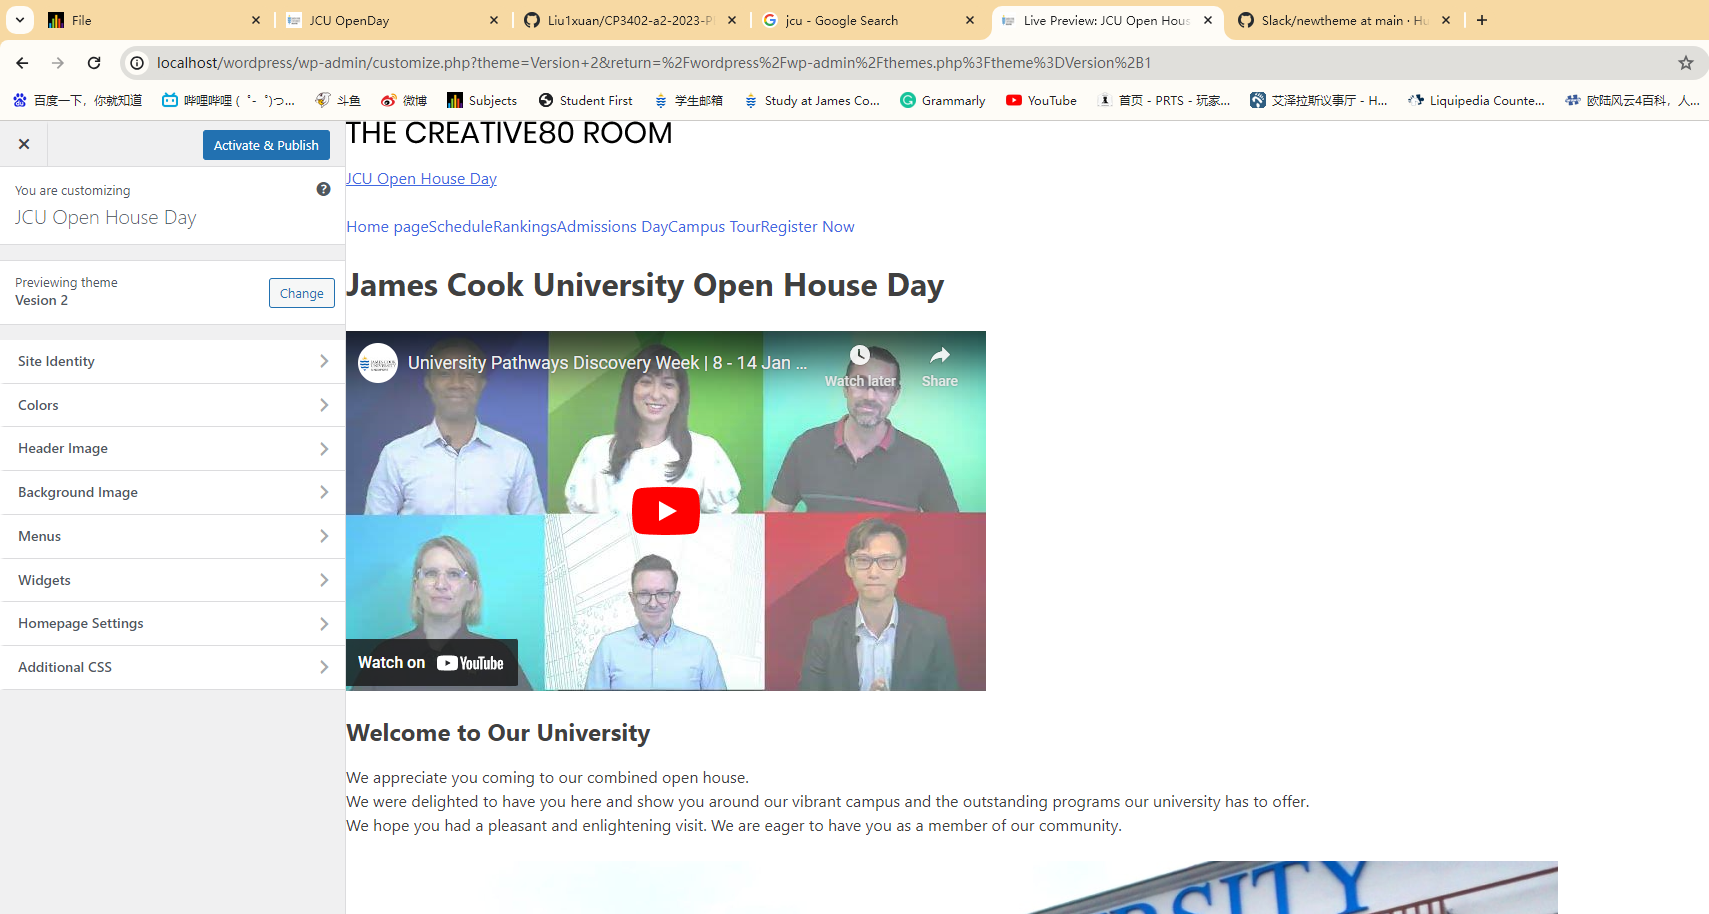 File
JCU OpenDay
Liu1xuan/CP3402-a2-2023-P
jcu - Google Search
Live Preview: JCU Open Hous
Slack/newtheme at main · Hu
localhost/wordpress/wp-admin/customize.php?theme=Version+2&return=%2Fwordpress%2Fwp-admin%2Fthemes.php%3Ftheme%3DVersion%2B1
百度一下，你就知道
哔哩哔哩 (゜-゜)つ...
斗鱼
微博
Subjects
Student First
学生邮箱
Study at James Co...
Grammarly
YouTube
首页 - PRTS - 玩家...
艾泽拉斯议事厅 - H...
Liquipedia Counte...
欧陆风云4百科，人...
Activate & Publish
You are customizing
JCU Open House Day
Previewing theme
Vesion 2
Change
Site Identity
Colors
Header Image
Background Image
Menus
Widgets
Homepage Settings
Additional CSS
THE CREATIVE80 ROOM
JCU Open House Day
Home pageScheduleRankingsAdmissions DayCampus TourRegister Now
James Cook University Open House Day
University Pathways Discovery Week | 8 - 14 Jan ...
Watch later
Share
Watch on YouTube
Welcome to Our University
We appreciate you coming to our combined open house.
We were delighted to have you here and show you around our vibrant campus and the outstanding programs our university has to offer.
We hope you had a pleasant and enlightening visit. We are eager to have you as a member of our community.
ERSITY